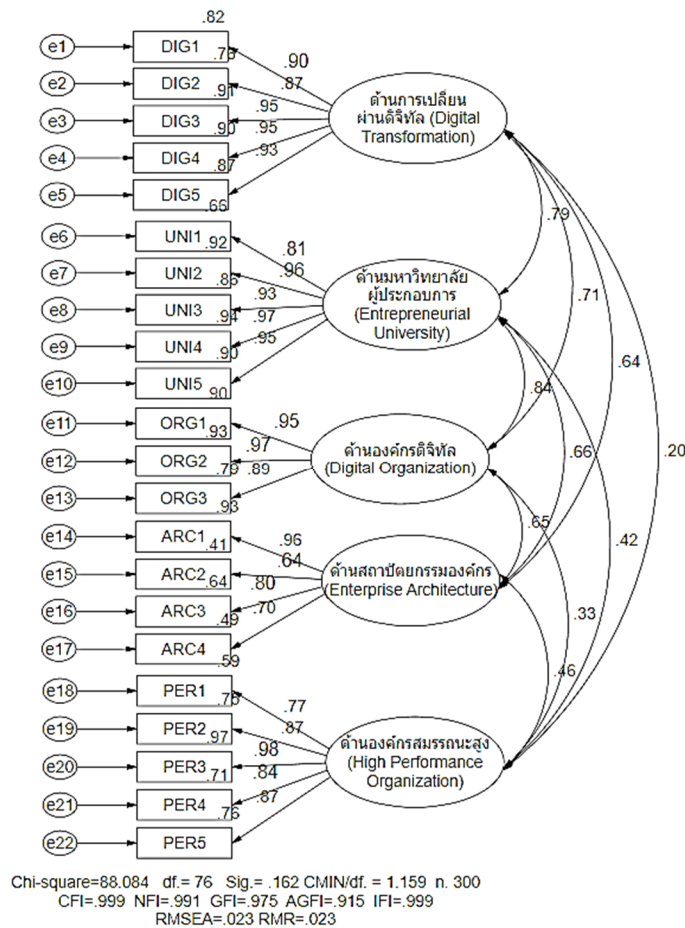 .82
e1 DIG1 .90
.76
e2 DIG2 .87
.91
e3 DIG3 .95
.90
e4 DIG4 .95
.87
e5 DIG5 .93
.66
ด้านการเปลี่ยน
ผ่านดิจิทัล (Digital
Transformation)
e6 UNI1 .81
.92
e7 UNI2 .96
.86
e8 UNI3 .93
.94
e9 UNI4 .97
.90
e10 UNI5 .95
.90
ด้านมหาวิทยาลัย
ผู้ประกอบการ
(Entrepreneurial
University)
e11 ORG1 .95
.93
e12 ORG2 .97
.79
e13 ORG3 .89
.93
ด้านองค์กรดิจิทัล
(Digital Organization)
e14 ARC1 .96
.41
e15 ARC2 .64
.64
e16 ARC3 .80
.49
e17 ARC4 .70
.59
ด้านสถาปัตยกรรมองค์กร
(Enterprise Architecture)
e18 PER1 .77
.76
e19 PER2 .87
.97
e20 PER3 .98
.71
e21 PER4 .84
.76
e22 PER5 .87
ด้านองค์กรสมรรถนะสูง
(High Performance
Organization)
.79
.71
.64
.84
.66
.20
.65
.42
.33
.46
Chi-square=88.084 df.= 76 Sig.= .162 CMIN/df. = 1.159 n. 300
CFI=.999 NFI=.991 GFI=.975 AGFI=.915 IFI=.999
RMSEA=.023 RMR=.023